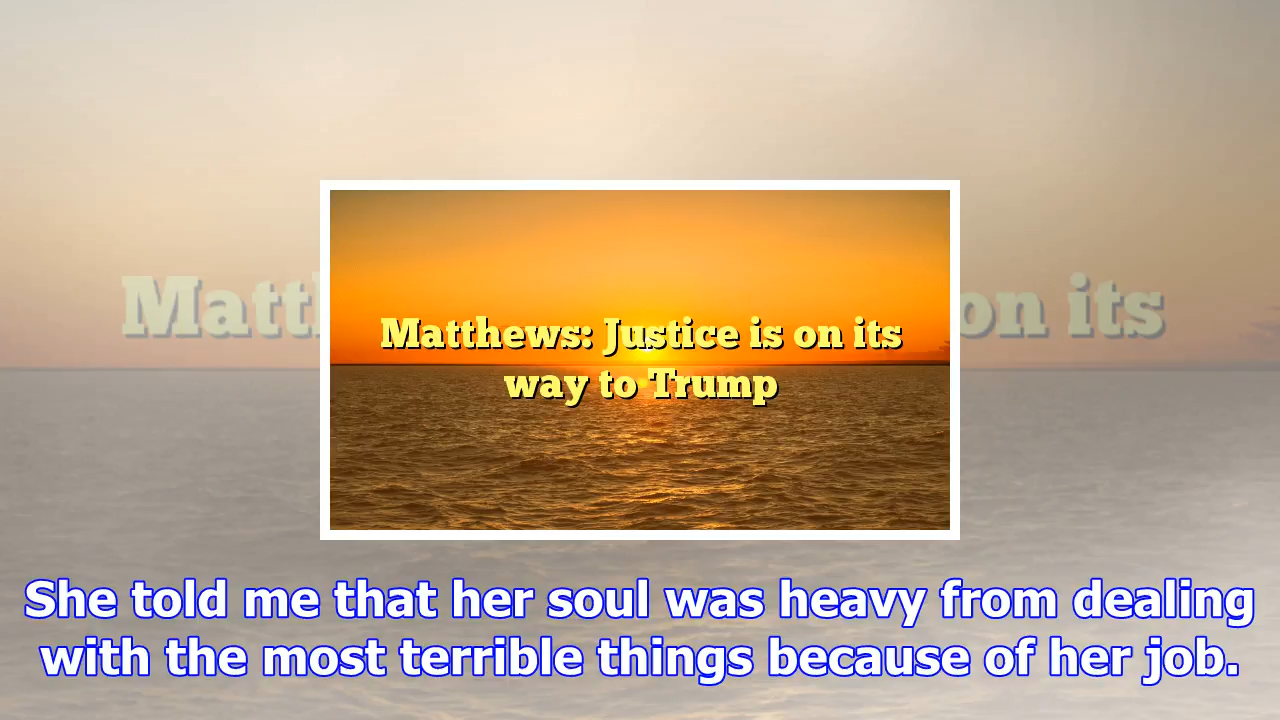 Matthews: Justice is on its
way to Trump
She told me that her soul was heavy from dealing
with the most terrible things because of her job.